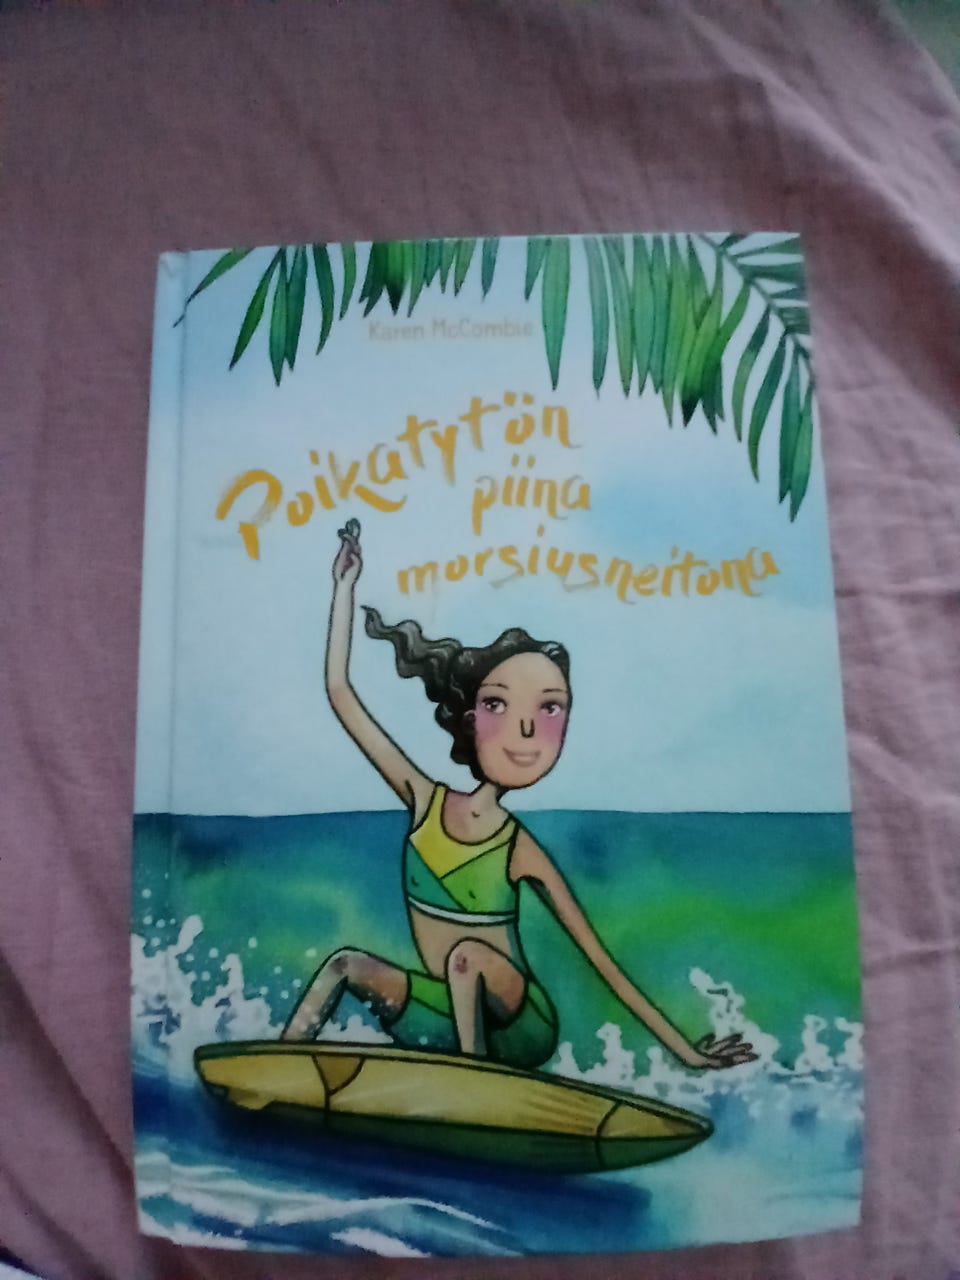 Karen McCombie
Poikatytön
piina
morsiusneitona